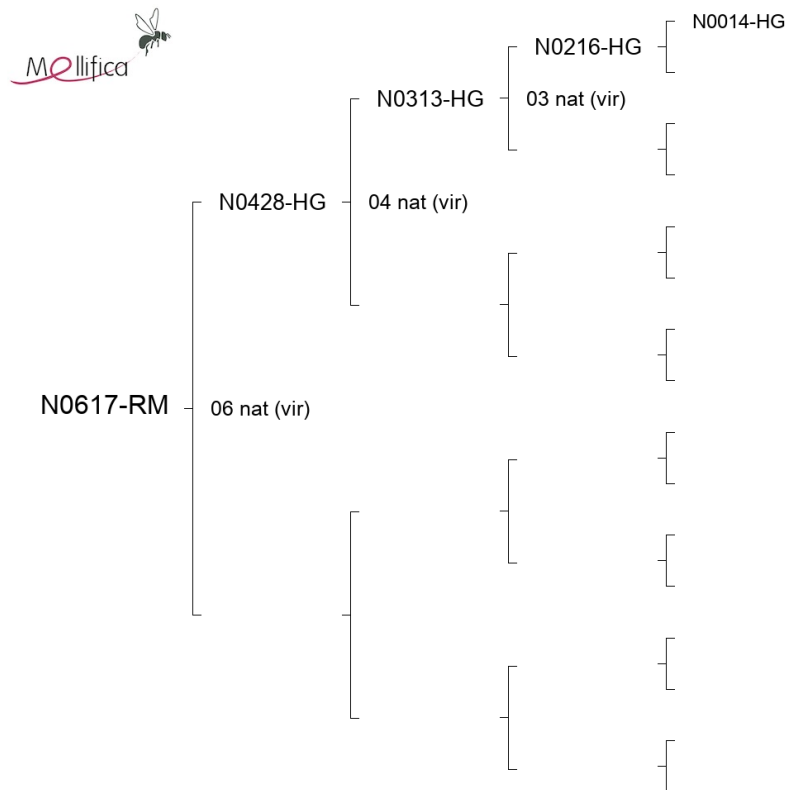 Mellifica
N0014-HG
N0216-HG
N0313-HG
03 nat (vir)
N0428-HG
04 nat (vir)
N0617-RM
06 nat (vir)